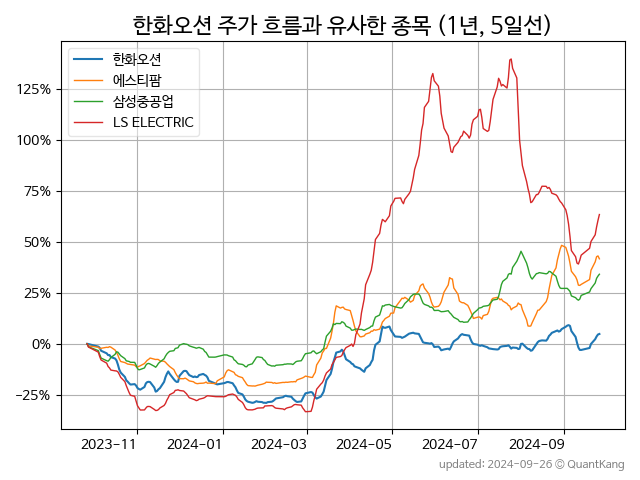 한화오션 주가 흐름과 유사한 종목 (1년, 5일선)
한화오션
에스티팜
삼성중공업
LS ELECTRIC
125%
100%
75%
50%
25%
0%
−25%
2023−11
2024−01
2024−03
2024−05
2024−07
2024−09
updated: 2024-09-26 © QuantKang